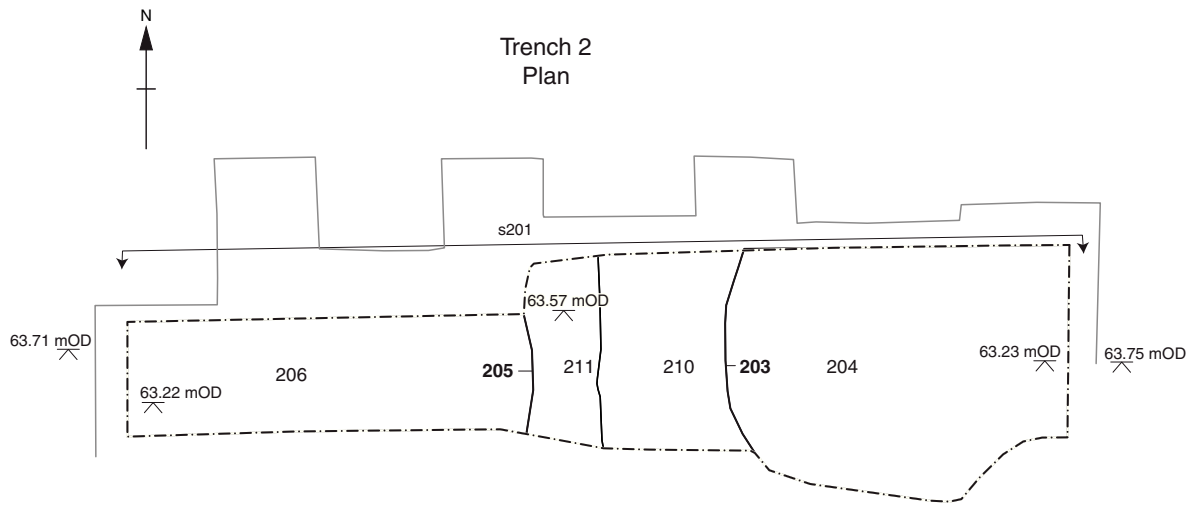 N
Trench 2
Plan
s201
63.57 mOD
63.71 mOD
63.23 mOD
63.75 mOD
206
205
211
210
203
204
63.22 mOD